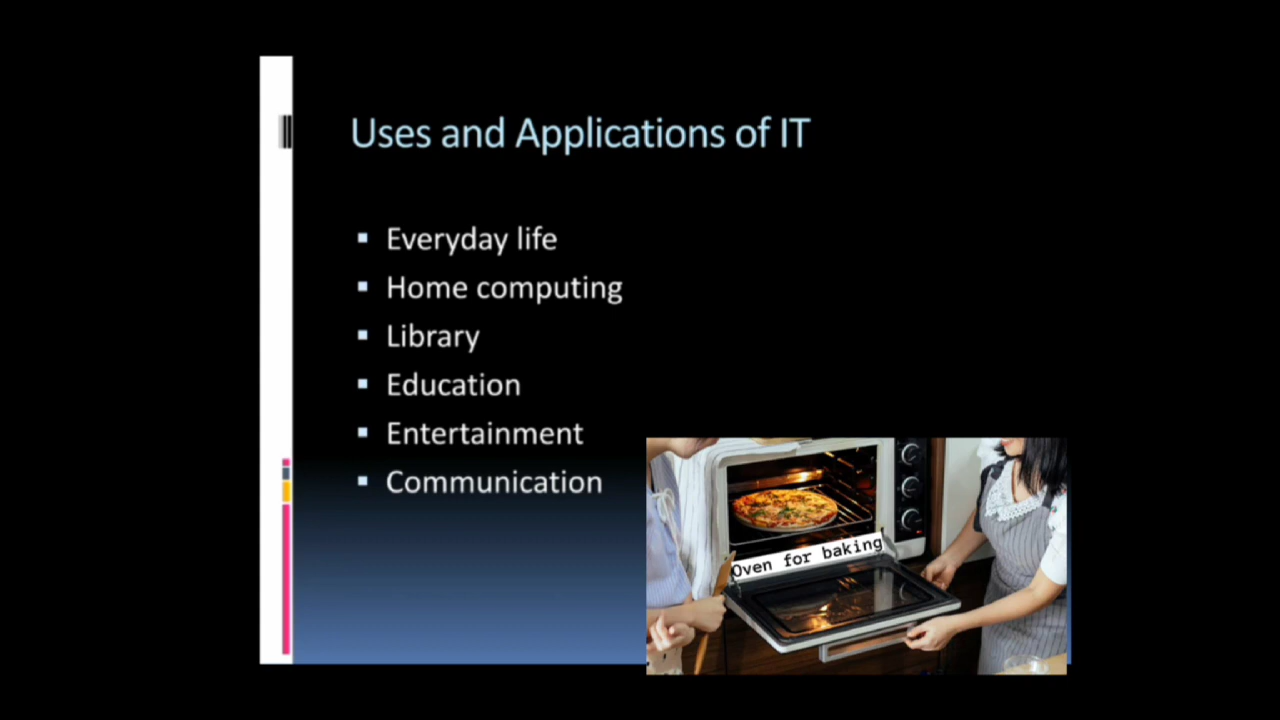 Uses and Applications of IT
Everyday life
Home computing
Library
Education
Entertainment
Communication
Oven for baking